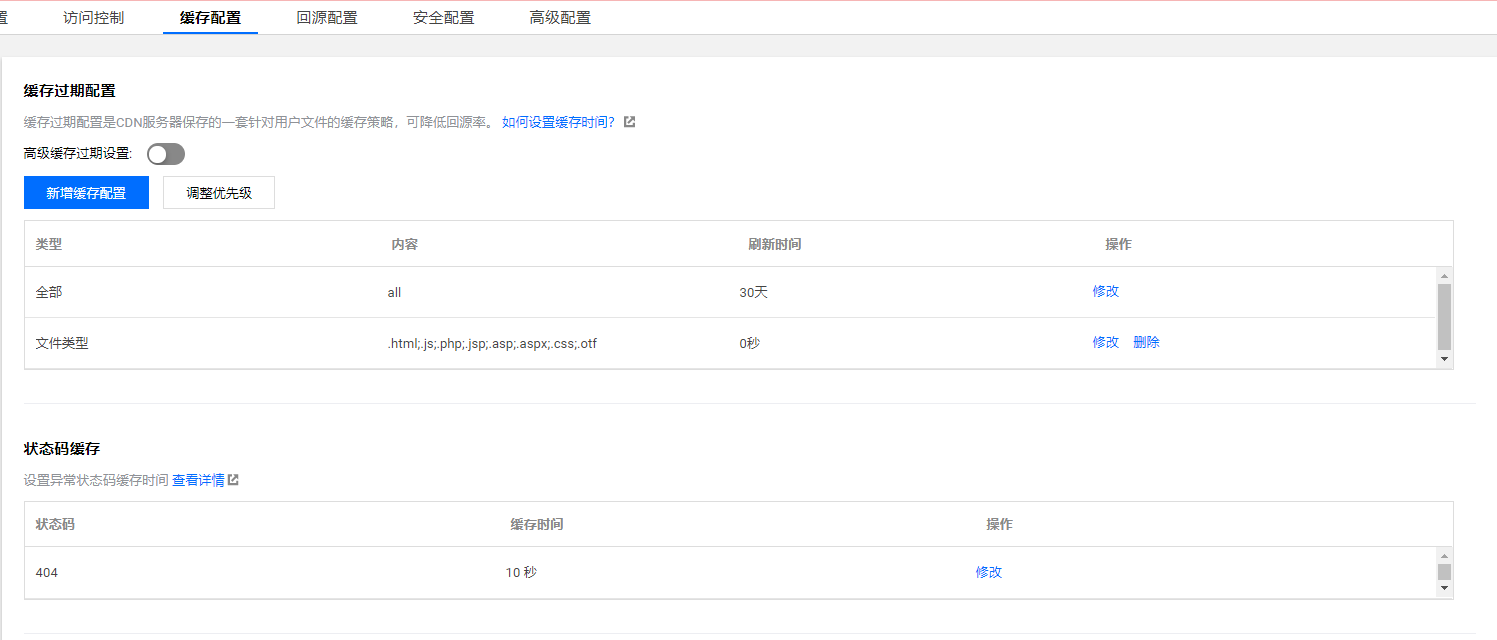 置 访问控制 缓存配置 回源配置 安全配置 高级配置
缓存过期配置
缓存过期配置是CDN服务器保存的一套针对用户文件的缓存策略，可降低回源率。 如何设置缓存时间?
高级缓存过期设置:
新增缓存配置 调整优先级
类型 内容 刷新时间 操作
全部 all 30天 修改
文件类型 .html;.js;.php;.jsp;.asp;.aspx;.css;.otf 0秒 修改 删除
状态码缓存
设置异常状态码缓存时间 查看详情
状态码 缓存时间 操作
404 10 秒 修改